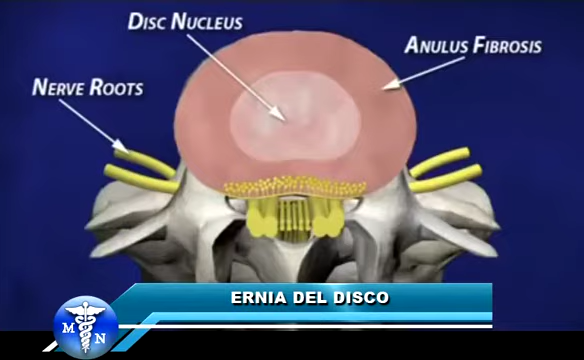 DISC NUCLEUS
ANULUS FIBROSIS
NERVE ROOTS
ERNIA DEL DISCO
M N